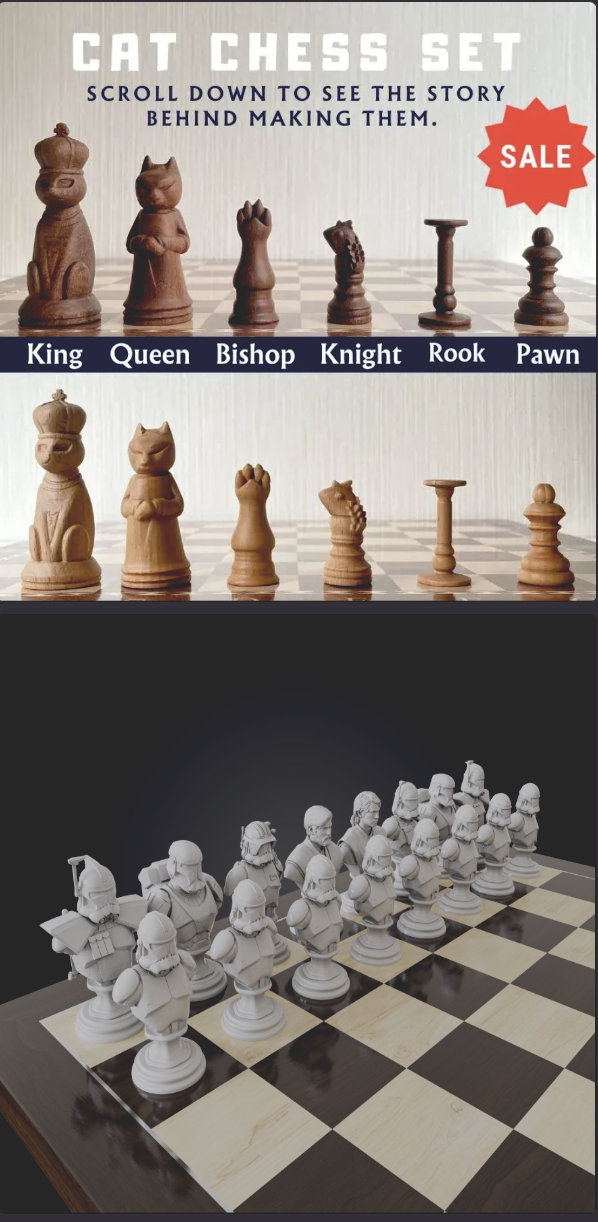 CAT CHESS SET
SCROLL DOWN TO SEE THE STORY
BEHIND MAKING THEM.
SALE
King Queen Bishop Knight Rook Pawn